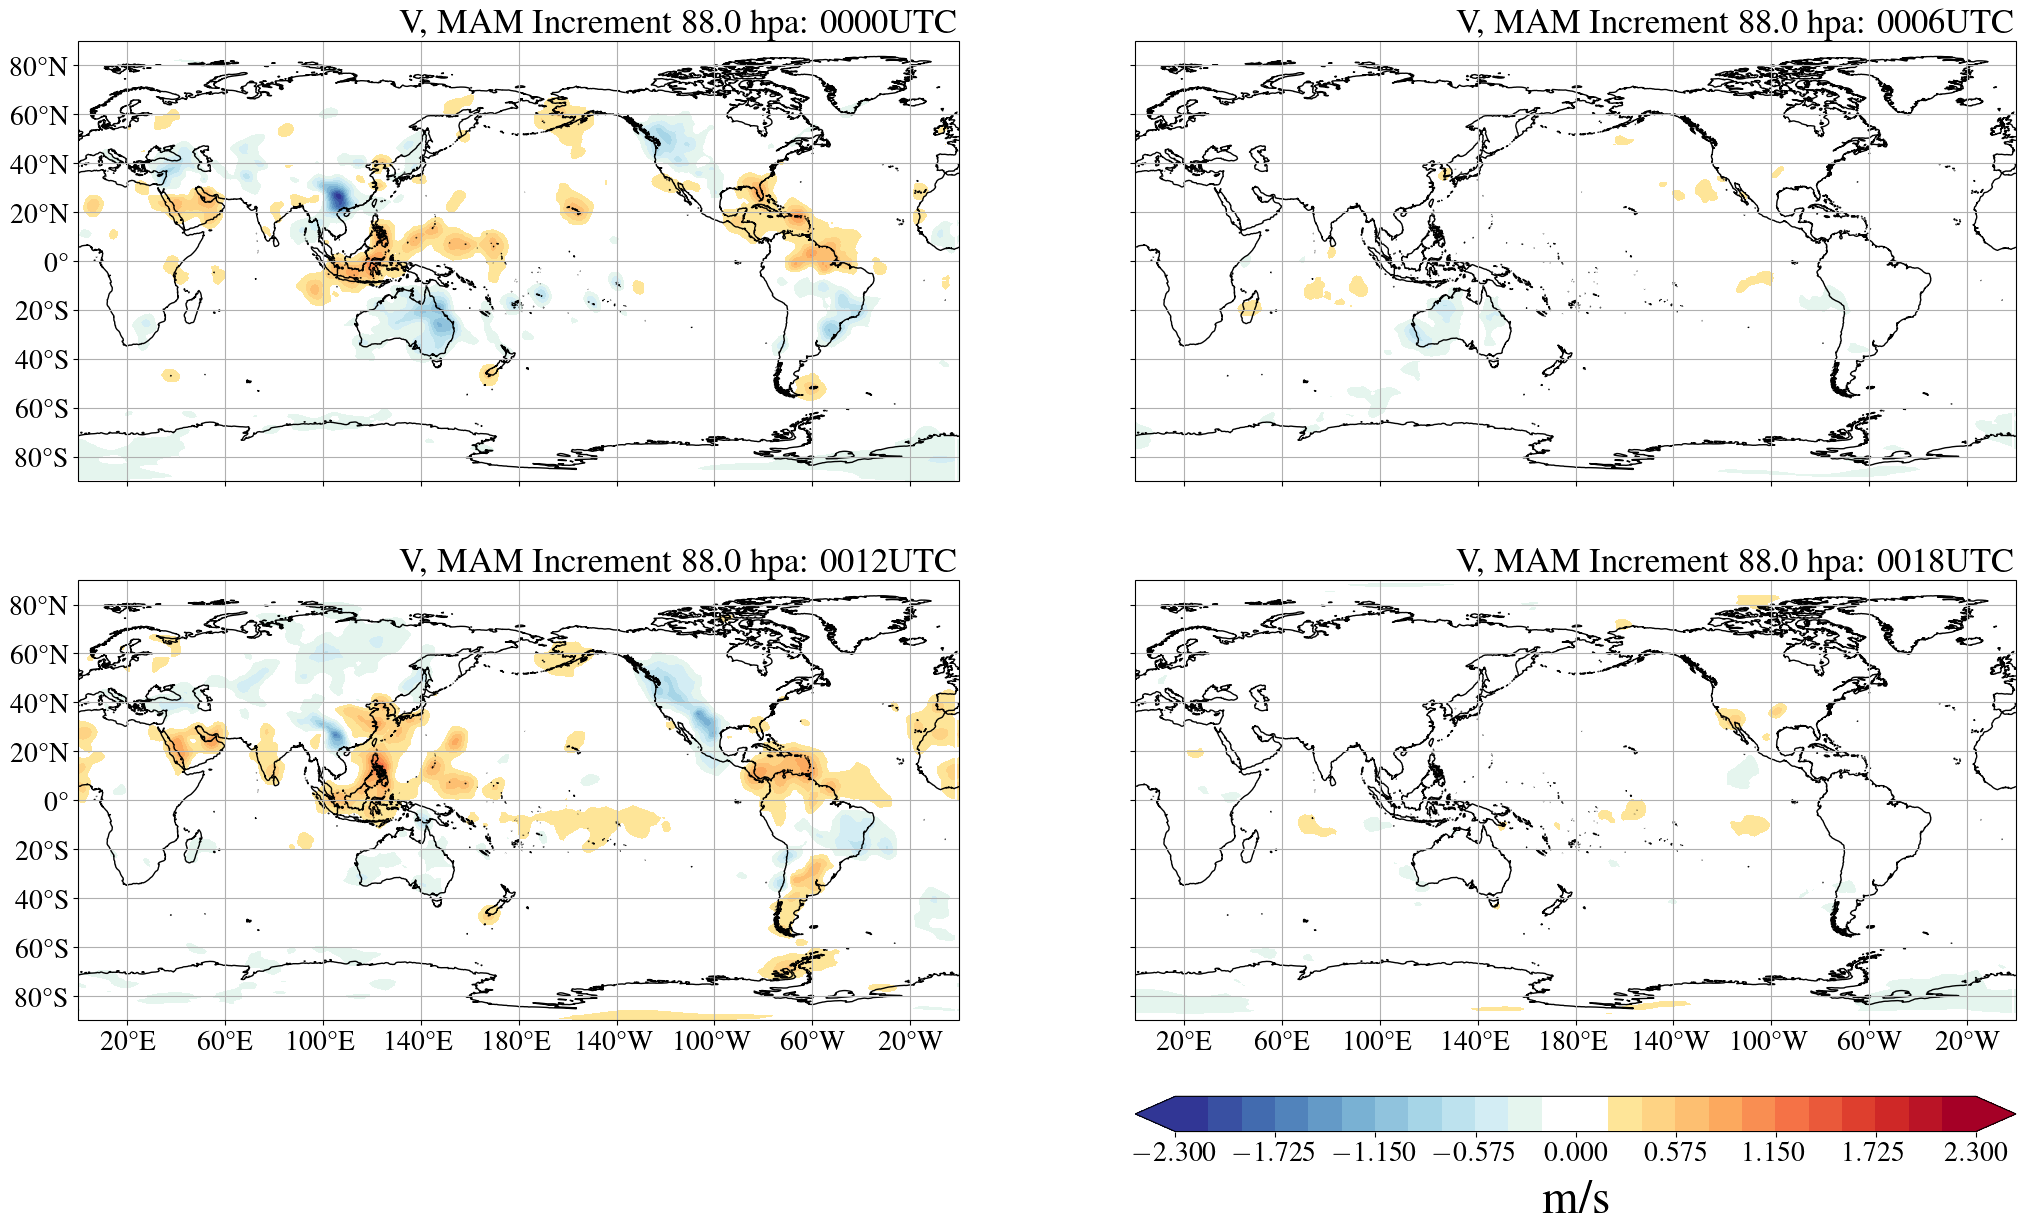 V, MAM Increment 88.0 hpa: 0000UTC
80°N
60°N
40°N
20°N
0°
20°S
40°S
60°S
80°S
V, MAM Increment 88.0 hpa: 0006UTC
V, MAM Increment 88.0 hpa: 0012UTC
80°N
60°N
40°N
20°N
0°
20°S
40°S
60°S
80°S
20°E 60°E 100°E 140°E 180°E 140°W 100°W 60°W 20°W
V, MAM Increment 88.0 hpa: 0018UTC
20°E 60°E 100°E 140°E 180°E 140°W 100°W 60°W 20°W
−2.300 −1.725 −1.150 −0.575 0.000 0.575 1.150 1.725 2.300
m/s